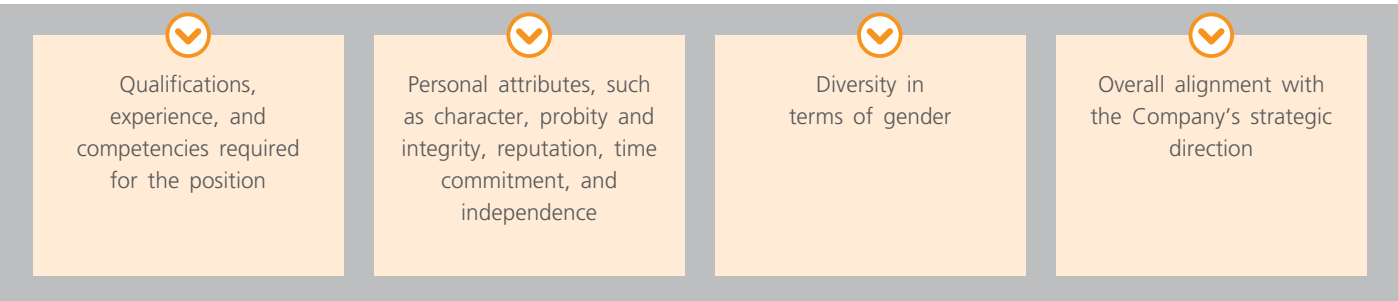 Qualifications,
experience, and
competencies required
for the position
Personal attributes, such
as character, probity and
integrity, reputation, time
commitment, and
independence
Diversity in
terms of gender
Overall alignment with
the Company’s strategic
direction